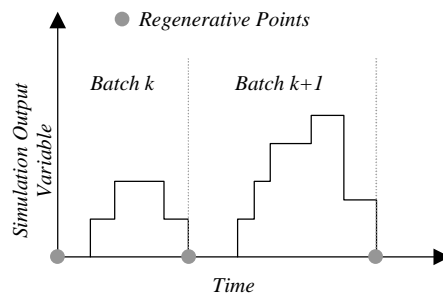 Regenerative Points
Batch k
Batch k+1
Simulation Output
Variable
Time